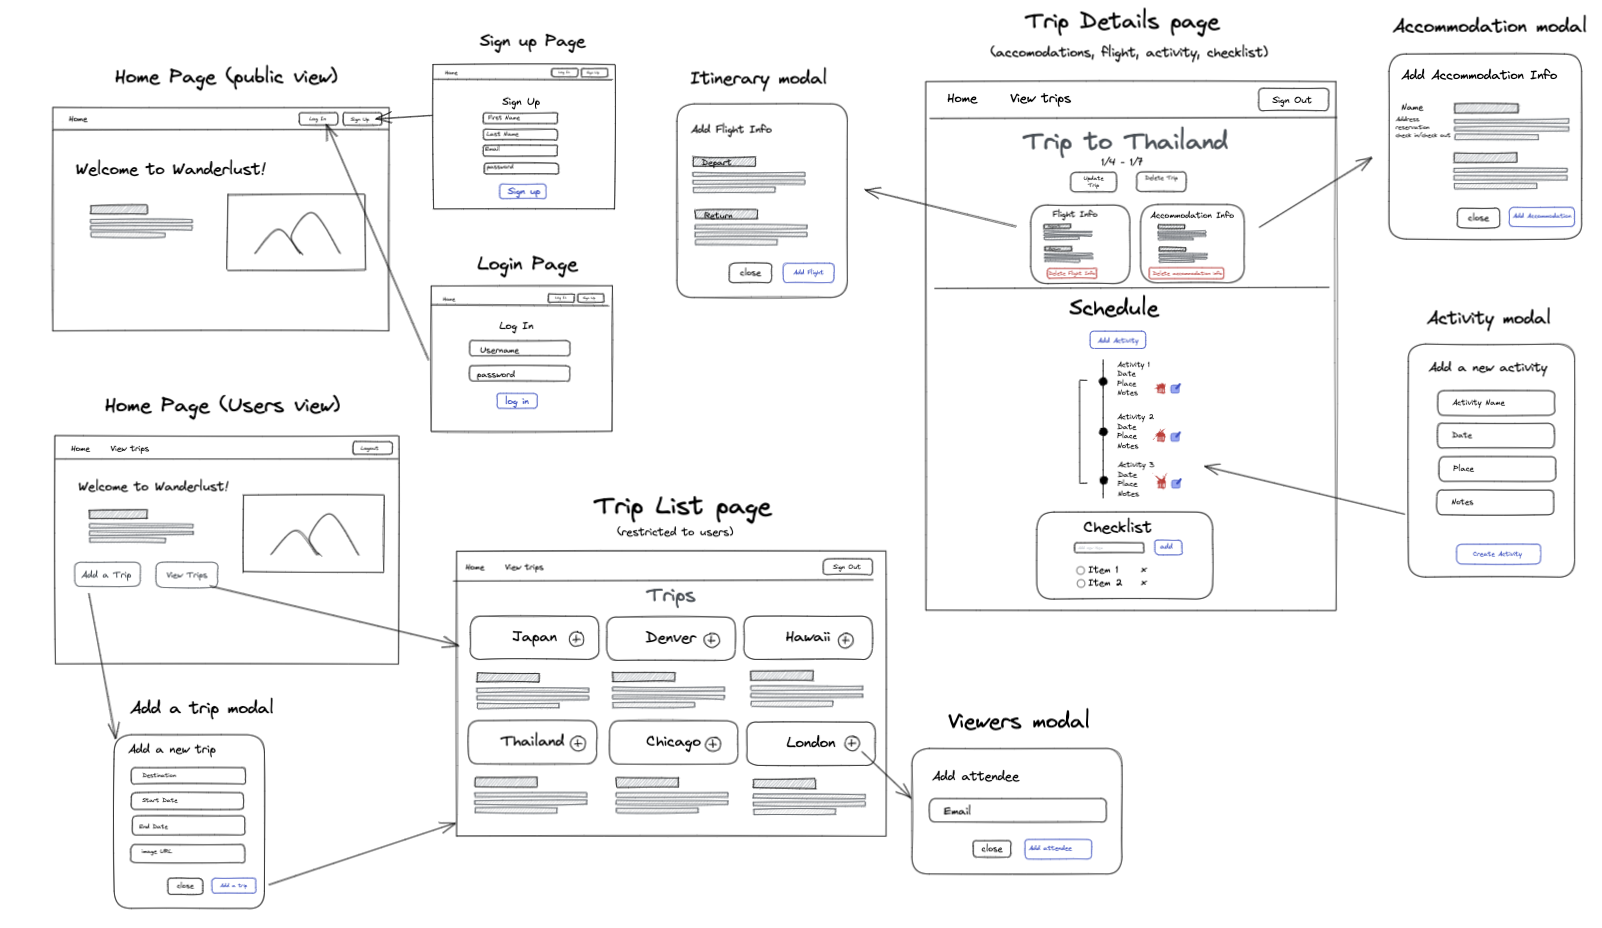 Home Page (public view)
Home
Log In
Sign Up
Welcome to Wanderlust!
Sign up Page
Home
Log In
Sign Up
Sign Up
First Name
Last Name
Email
password
Sign up
Login Page
Home
Log In
Sign Up
Log In
Username
password
log in
Home Page (Users view)
Home
View trips
Logout
Welcome to Wanderlust!
Add a Trip
View Trips
Add a trip modal
Add a new trip
Destination
Start Date
End Date
image URL
close
Add a trip
Trip List page
(restricted to users)
Home
View trips
Sign Out
Trips
Japan
Denver
Hawaii
Thailand
Chicago
London
Viewers modal
Add attendee
Email
close
Add attendee
Itinerary modal
Add Flight Info
Depart
Return
close
Add Flight
Trip Details page
(accomodations, flight, activity, checklist)
Home
View trips
Sign Out
Trip to Thailand
1/4 - 1/7
Update
Trip
Delete Trip
Flight Info
Depart
Return
Delete Flight Info
Accommodation Info
Delete accommodation info
Schedule
Add Activity
Activity 1
Date
Place
Notes
Activity 2
Date
Place
Notes
Activity 3
Date
Place
Notes
Checklist
add
Item 1 x
Item 2 x
Accommodation modal
Add Accommodation Info
Name
Address
reservation
check in/check out
close
Add Accommodation
Activity modal
Add a new activity
Activity Name
Date
Place
Notes
Create Activity